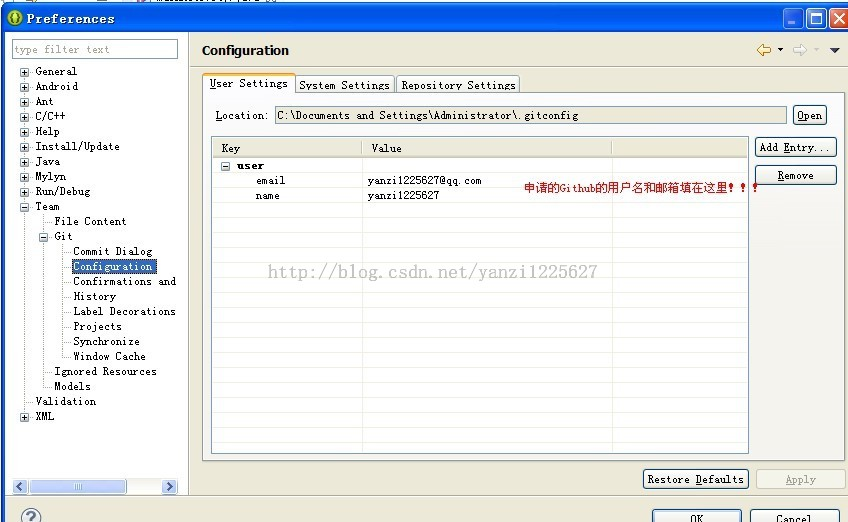 Preferences
type filter text
General
Android
Ant
C/C++
Help
Install/Update
Java
Mylyn
Run/Debug
Team
File Content
Git
Commit Dialog
Configuration
Confirmations and
History
Label Decorations
Projects
Synchronize
Window Cache
Ignored Resources
Models
Validation
XML
Configuration
User Settings
System Settings
Repository Settings
Location:
C:\Documents and Settings\Administrator\.gitconfig
Open
Key
Value
user
email
yanzi1225627@qq.com
name
yanzi1225627
申请的Github的用户名和邮箱填在这里!!!
http://blog.csdn.net/yanzi1225627
Add Entry...
Remove
Restore Defaults
Apply
OK
Cancel